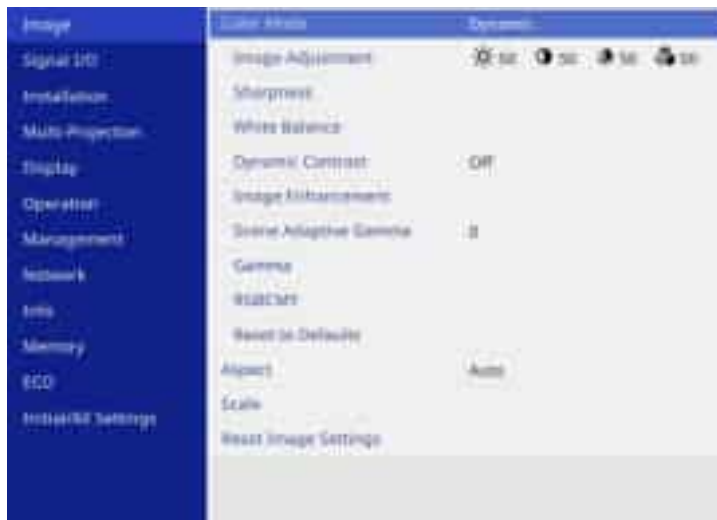 Image
Signal I/O
Installation
Multi-Projection
Display
Operation
Management
Network
Info
Memory
ECO
Initial/All Settings
Color Mode Dynamic
Image Adjustment 50 50 50 50
Sharpness
White Balance
Dynamic Contrast Off
Image Enhancement
Scene Adaptive Gamma 0
Gamma
RGBCMY
Reset to Defaults
Aspect Auto
Scale
Reset Image Settings